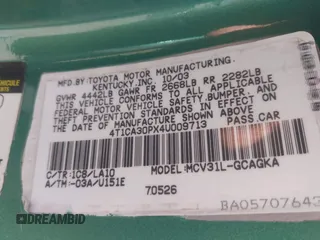 VEHICLE
MFD BY: TOYOTA MOTOR MANUFACTURING,
KENTUCKY,INC. 10/03
GVWR 4442LB GAWR FR 2668LB RR 2282LB
THIS VEHICLE CONFORMS TO ALL APPLICABLE
FEDERAL MOTOR VEHICLE SAFETY, BUMPER, AND
THEFT PREVENTION STANDARDS IN EFFECT ON
THE DATE OF MANUFACTURE SHOWN ABOVE.
4T1CA30PX4U009713 PASS.CAR
C/TR:1C8/LA10 MODEL:MCV31L-GCAGKA
A/TM:-03A/U151E
70526
BA05707643
DREAMBID